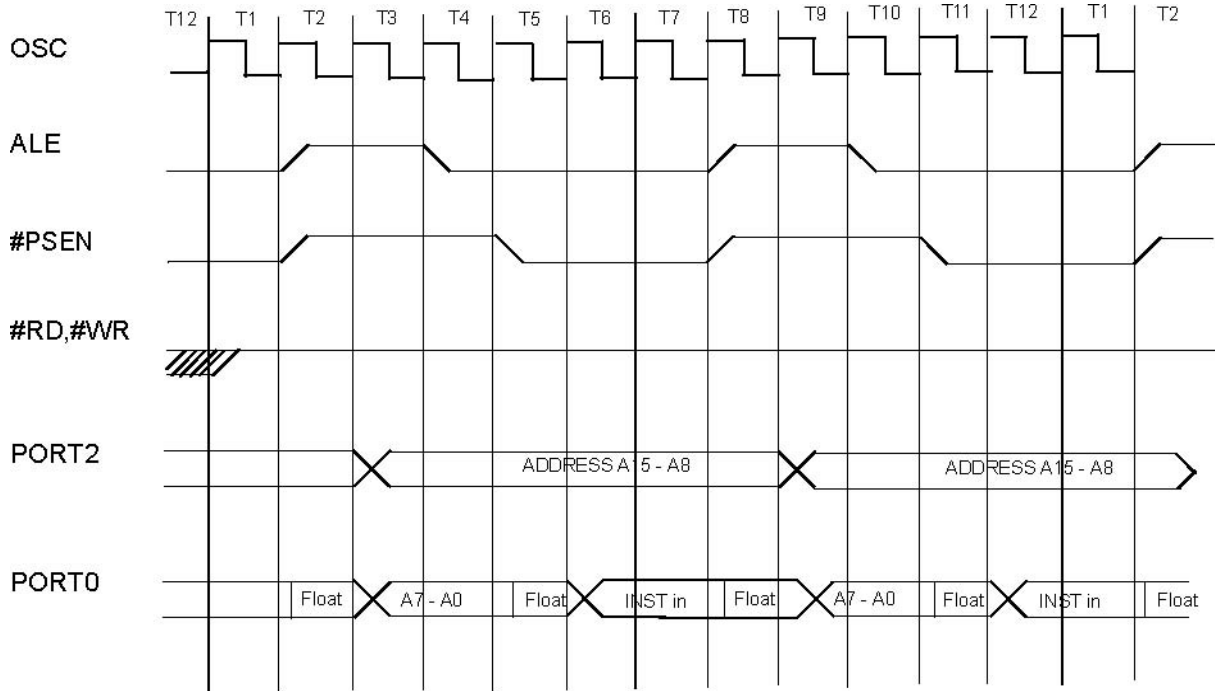 T12 T1 T2 T3 T4 T5 T6 T7 T8 T9 T10 T11 T12 T1 T2
OSC
ALE
#PSEN
#RD,#WR
PORT2 ADDRESS A15 - A8 ADDRESS A15 - A8
PORT0 Float A7 - A0 Float INST in Float A7 - A0 Float INST in Float